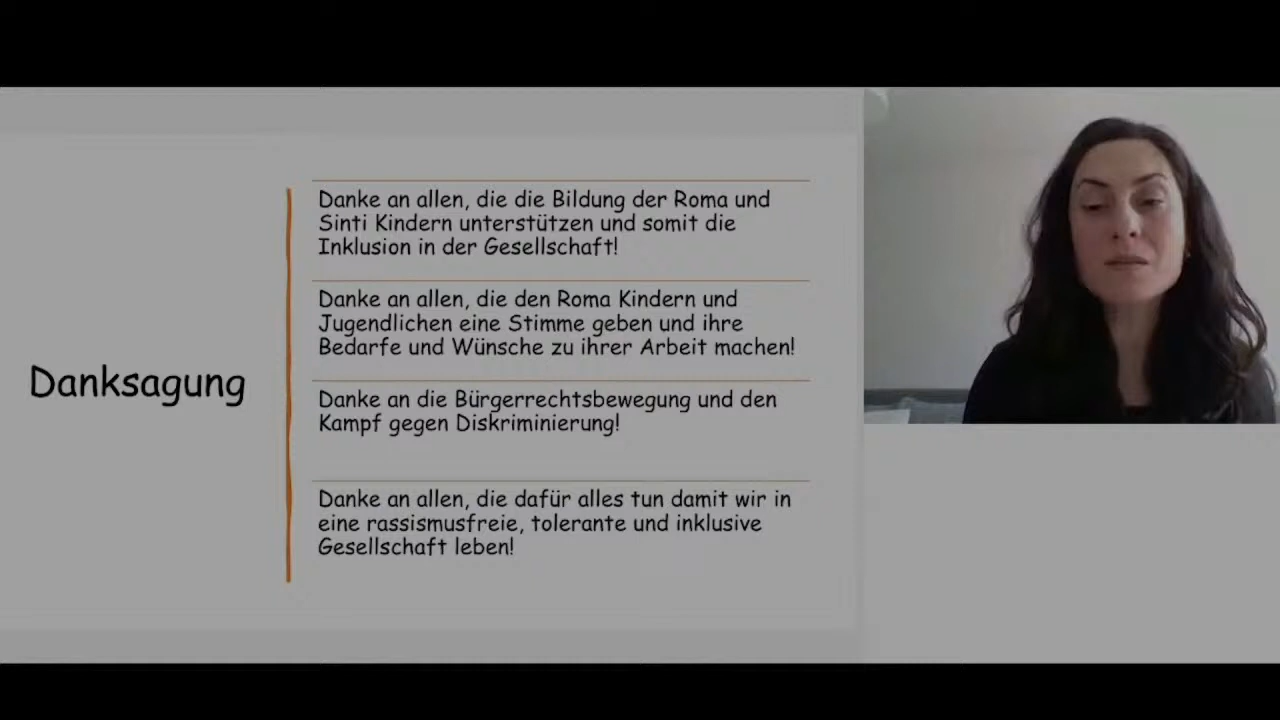 Danksagung
Danke an allen, die die Bildung der Roma und
Sinti Kindern unterstützen und somit die
Inklusion in der Gesellschaft!
Danke an allen, die den Roma Kindern und
Jugendlichen eine Stimme geben und ihre
Bedarfe und Wünsche zu ihrer Arbeit machen!
Danke an die Bürgerrechtsbewegung und den
Kampf gegen Diskriminierung!
Danke an allen, die dafür alles tun damit wir in
eine rassismusfreie, tolerante und inklusive
Gesellschaft leben!